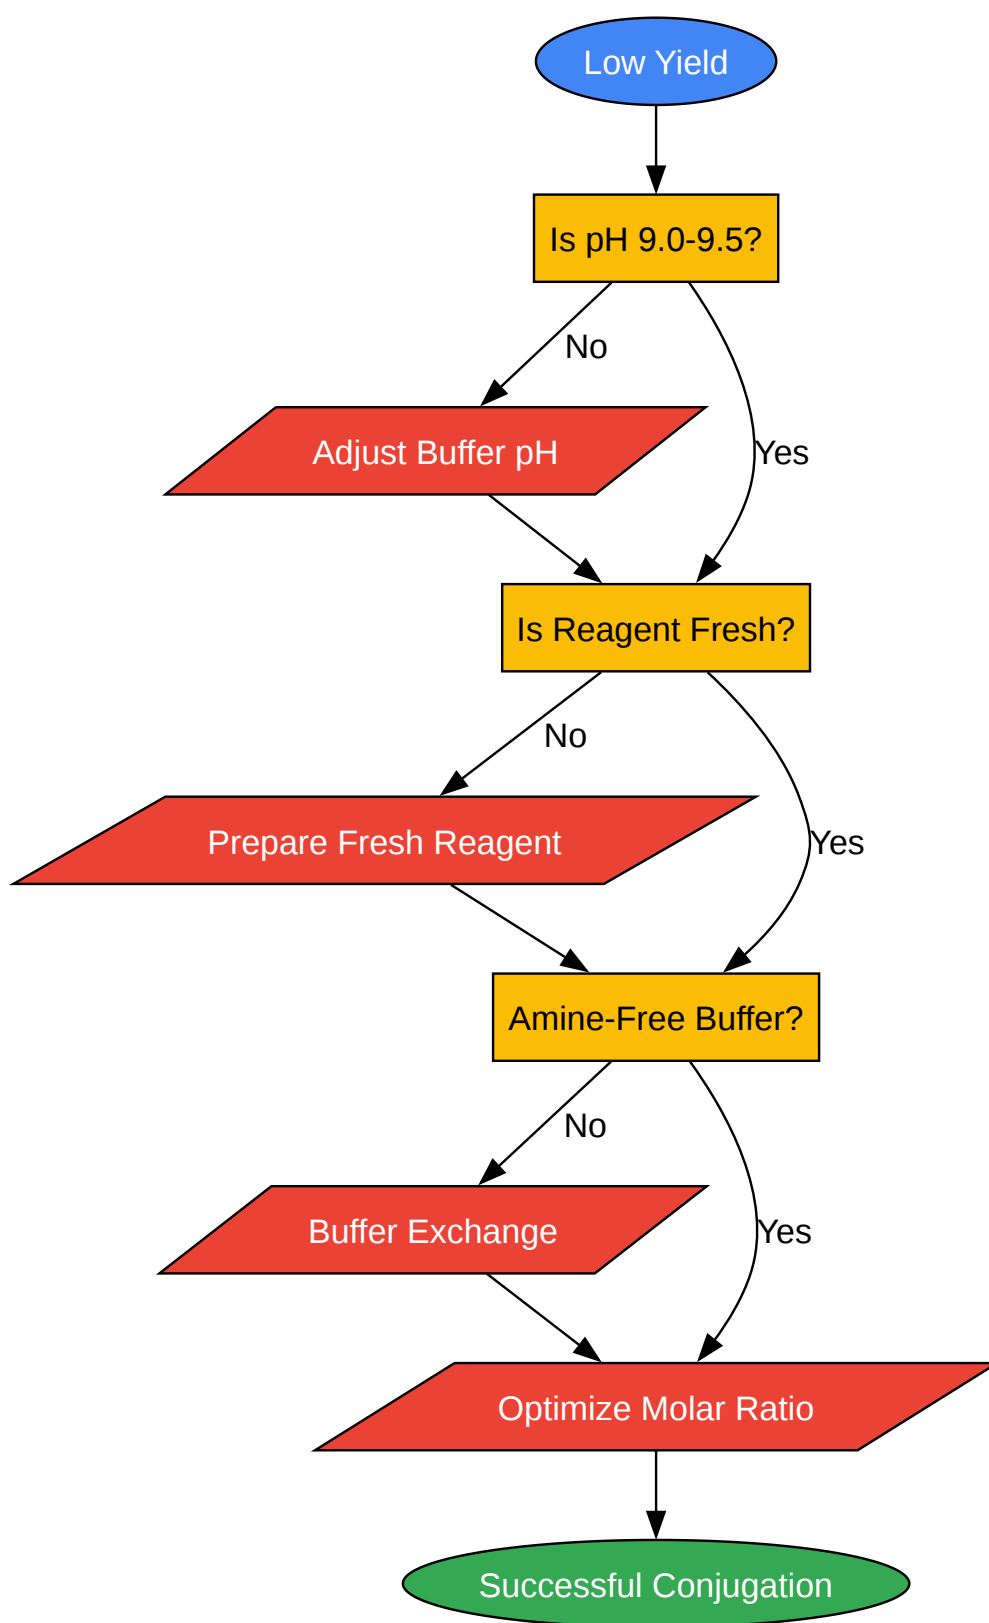 Low Yield
Is pH 9.0-9.5?
No
Adjust Buffer pH
Yes
Is Reagent Fresh?
No
Prepare Fresh Reagent
Yes
Amine-Free Buffer?
No
Buffer Exchange
Yes
Optimize Molar Ratio
Successful Conjugation